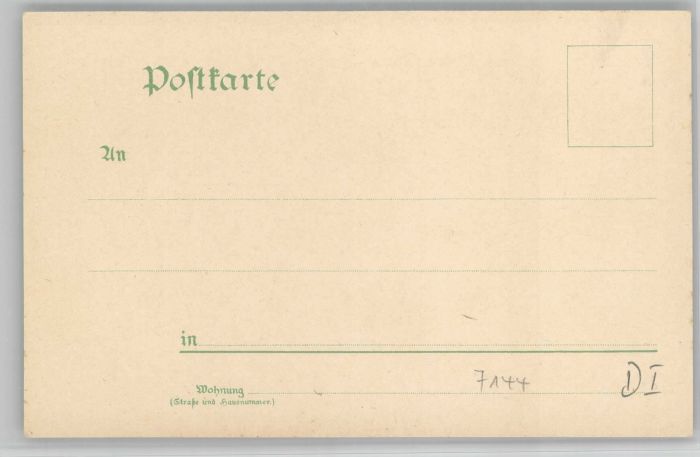 Postkarte
An
in
Wohnung
(Straße und Hausnummer.)
7144
DI